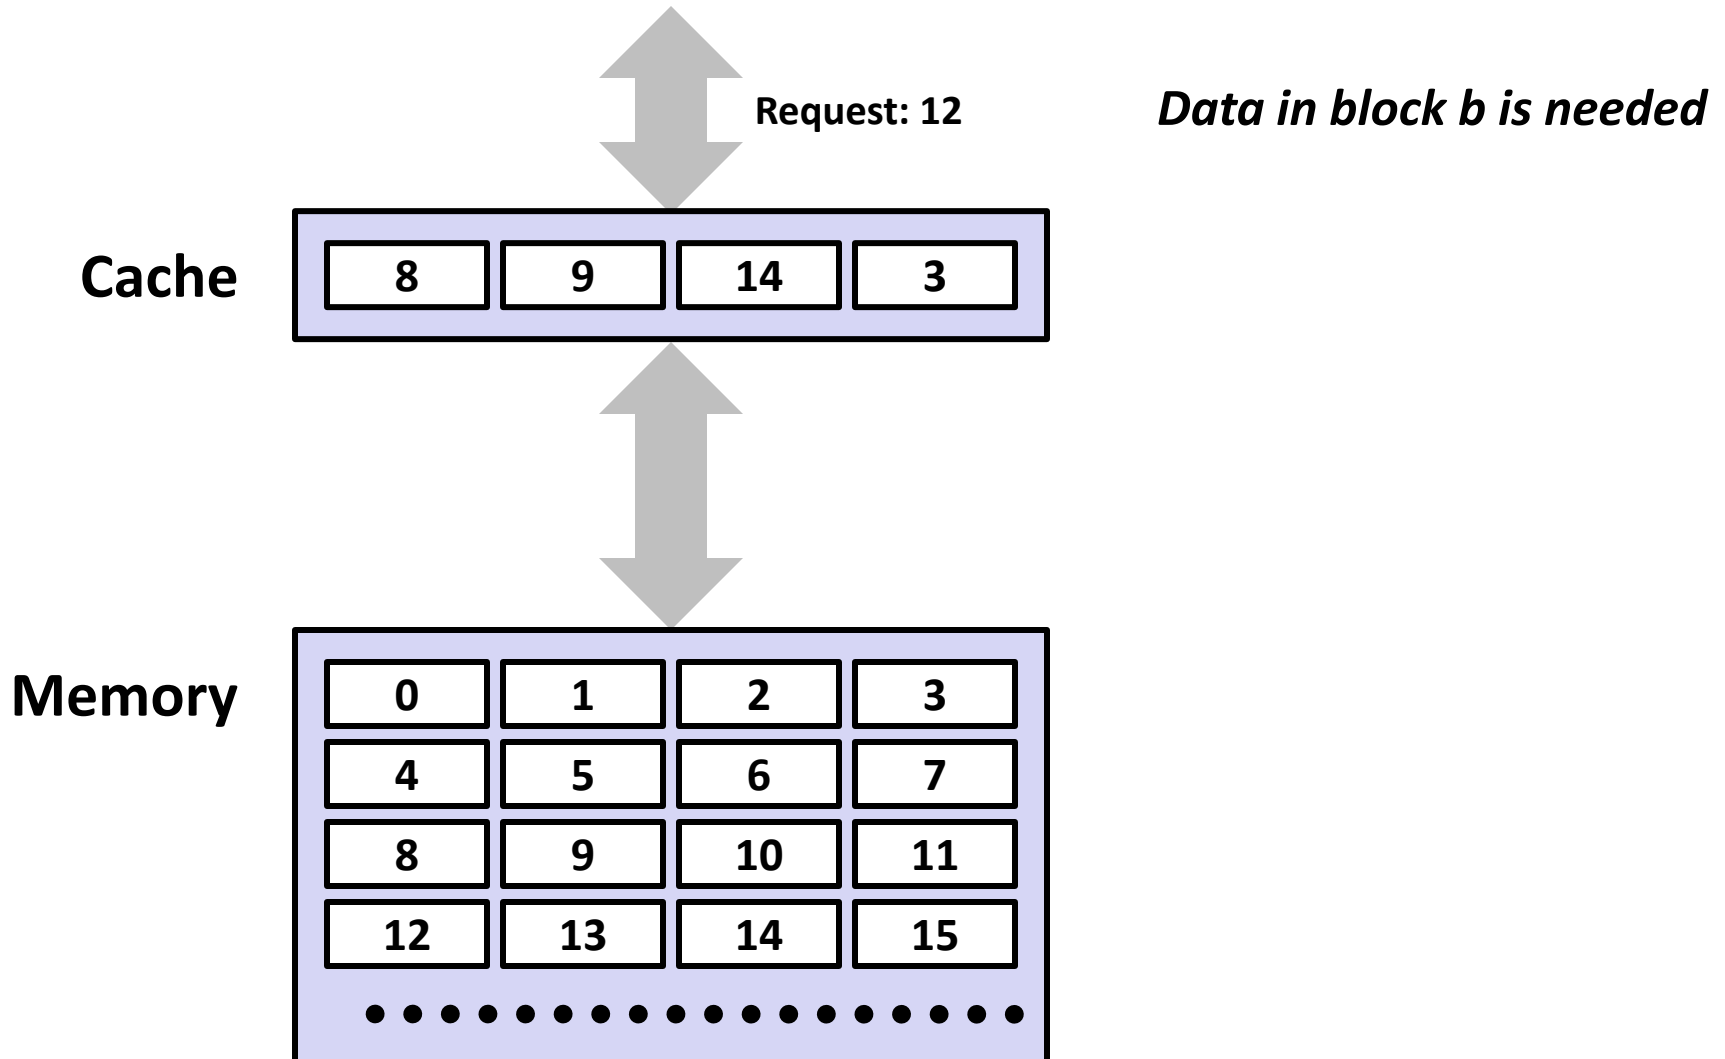 Request: 12
Data in block b is needed
Cache
8 9 14 3
Memory
0 1 2 3
4 5 6 7
8 9 10 11
12 13 14 15